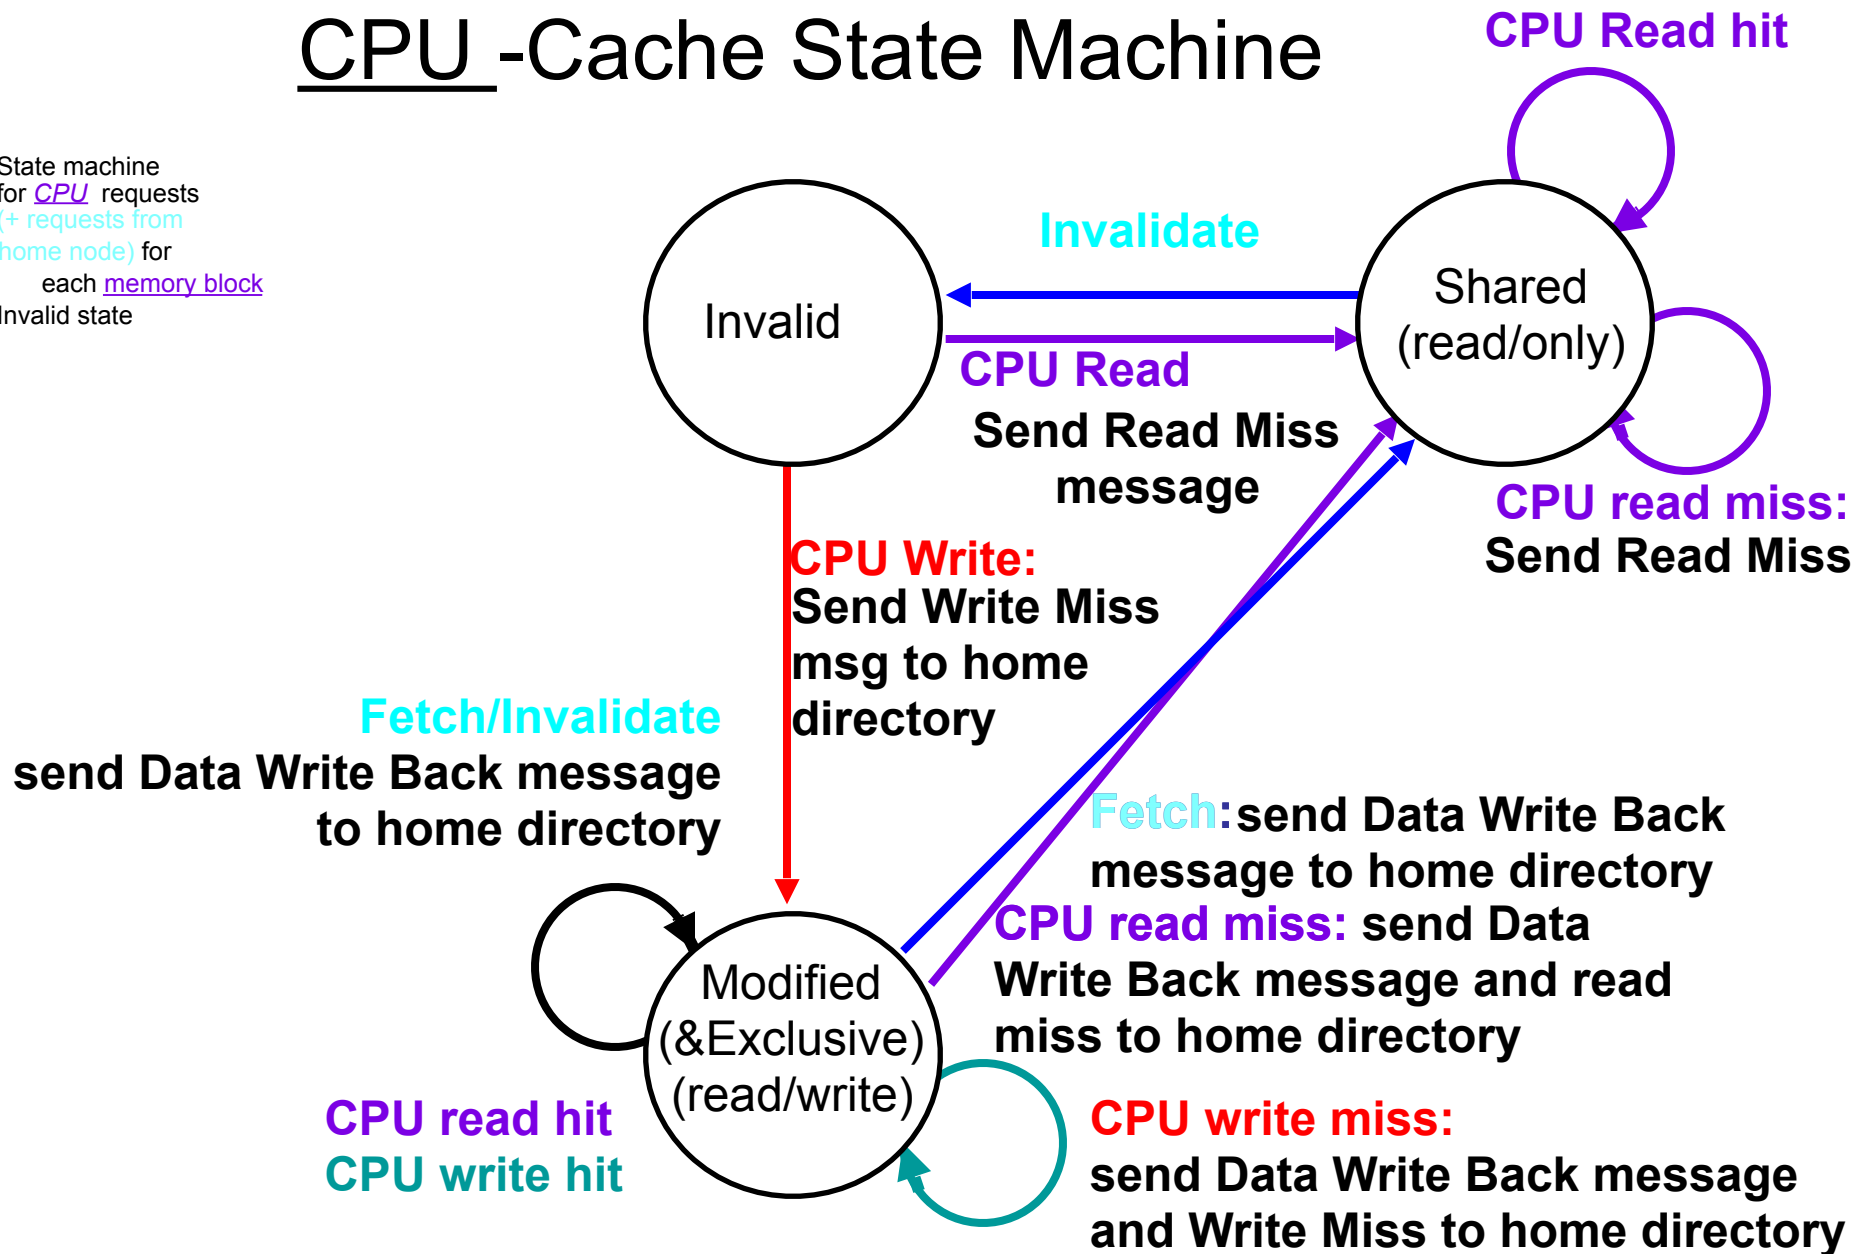 CPU -Cache State Machine
CPU Read hit
State machine
for CPU requests
(+ requests from
home node) for
each memory block
Invalid state
Invalidate
Invalid
Shared
(read/only)
CPU Read
Send Read Miss
message
CPU read miss:
Send Read Miss
CPU Write:
Send Write Miss
msg to home
directory
Fetch/Invalidate
send Data Write Back message
to home directory
Fetch: send Data Write Back
message to home directory
CPU read miss: send Data
Write Back message and read
miss to home directory
Modified
(&Exclusive)
(read/write)
CPU read hit
CPU write hit
CPU write miss:
send Data Write Back message
and Write Miss to home directory